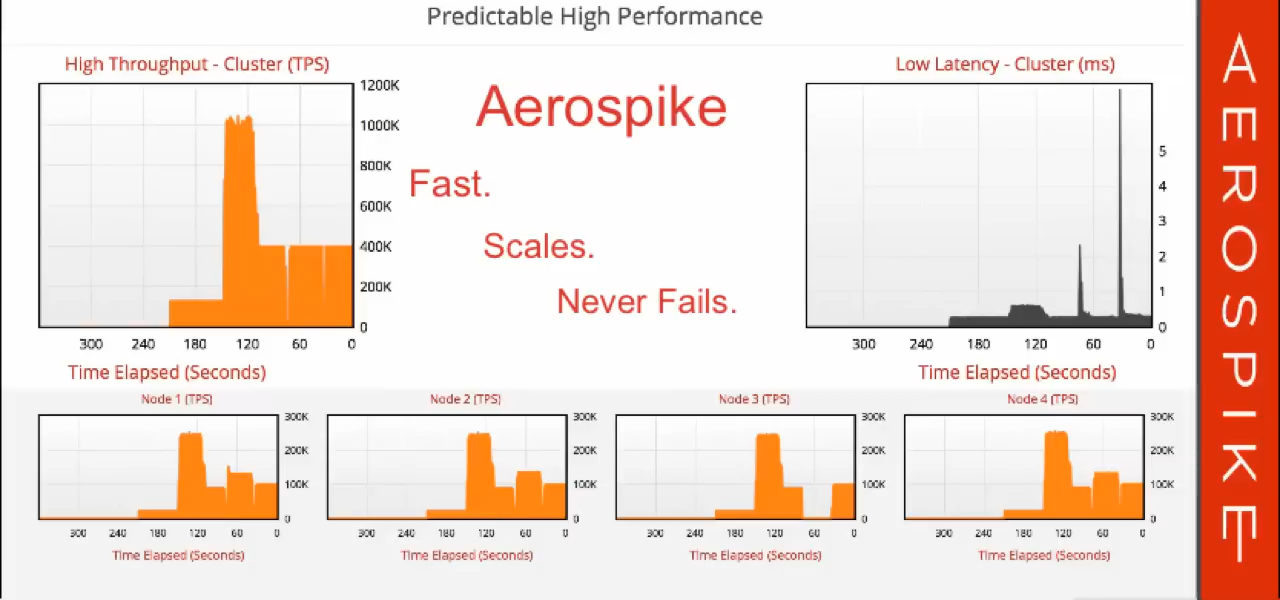 Predictable High Performance
High Throughput - Cluster (TPS)
1200K
1000K
800K
600K
400K
200K
0
300 240 180 120 60 0
Time Elapsed (Seconds)
Aerospike
Fast.
Scales.
Never Fails.
Low Latency - Cluster (ms)
5
4
3
2
1
0
300 240 180 120 60 0
Time Elapsed (Seconds)
Node 1 (TPS)
300K
200K
100K
0
300 240 180 120 60 0
Time Elapsed (Seconds)
Node 2 (TPS)
300K
200K
100K
0
300 240 180 120 60 0
Time Elapsed (Seconds)
Node 3 (TPS)
300K
200K
100K
0
300 240 180 120 60 0
Time Elapsed (Seconds)
Node 4 (TPS)
300K
200K
100K
0
300 240 180 120 60 0
Time Elapsed (Seconds)
AEROSPIKE